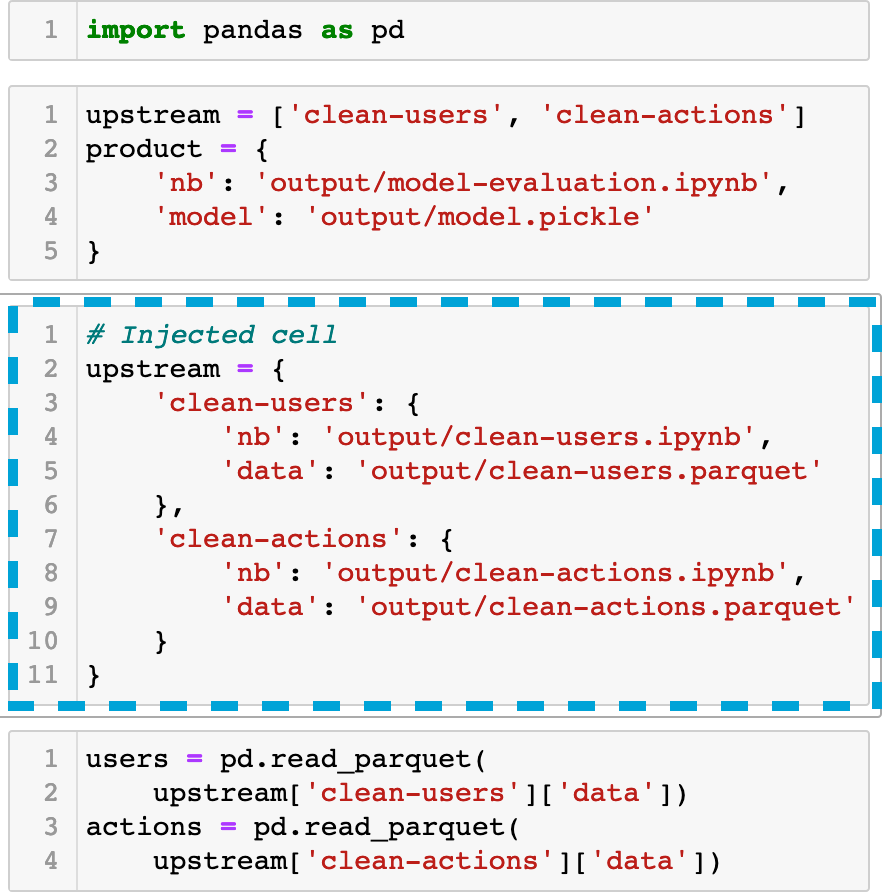 1 import pandas as pd
1 upstream = ['clean-users', 'clean-actions']
2 product = {
3     'nb': 'output/model-evaluation.ipynb',
4     'model': 'output/model.pickle'
5 }
1 # Injected cell
2 upstream = {
3     'clean-users': {
4         'nb': 'output/clean-users.ipynb',
5         'data': 'output/clean-users.parquet'
6     },
7     'clean-actions': {
8         'nb': 'output/clean-actions.ipynb',
9         'data': 'output/clean-actions.parquet'
10     }
11 }
1 users = pd.read_parquet(
2     upstream['clean-users']['data'])
3 actions = pd.read_parquet(
4     upstream['clean-actions']['data'])